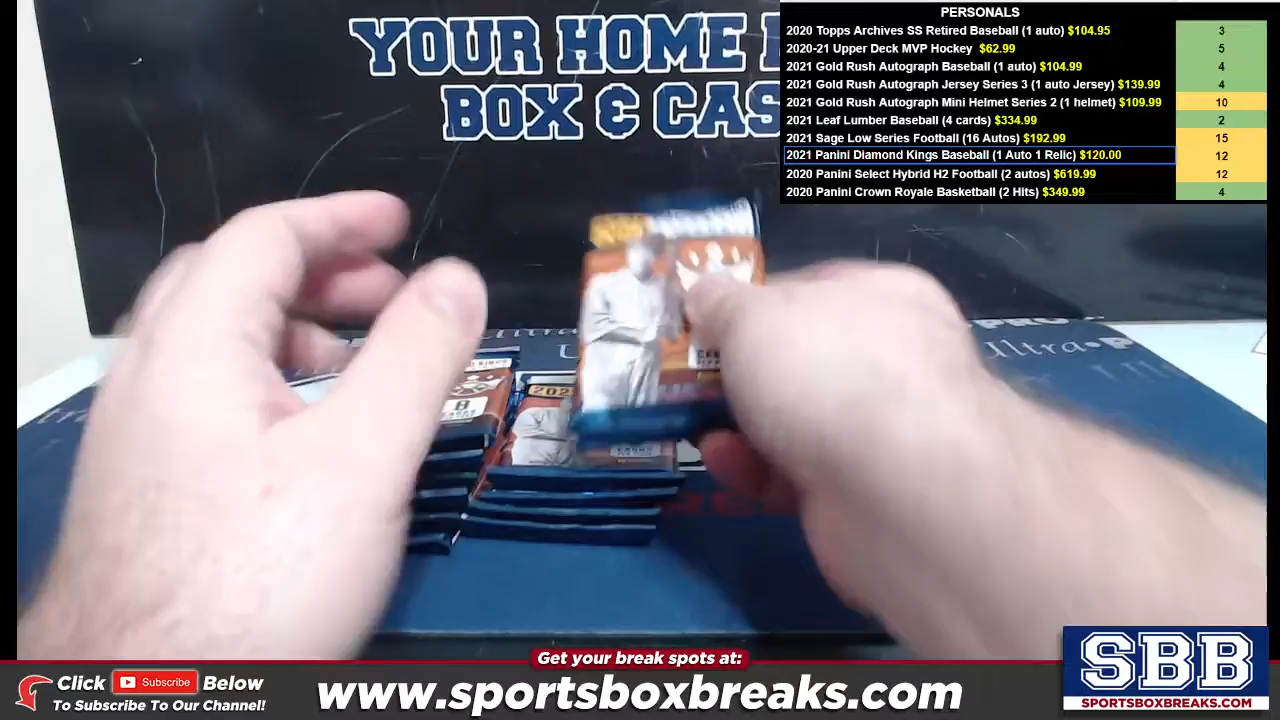 YOUR HOME
BOX & CAS
PERSONALS
2020 Topps Archives SS Retired Baseball (1 auto) $104.95 3
2020-21 Upper Deck MVP Hockey $62.99 5
2021 Gold Rush Autograph Baseball (1 auto) $104.99 4
2021 Gold Rush Autograph Jersey Series 3 (1 auto Jersey) $139.99 4
2021 Gold Rush Autograph Mini Helmet Series 2 (1 helmet) $109.99 10
2021 Leaf Lumber Baseball (4 cards) $334.99 2
2021 Sage Low Series Football (16 Autos) $192.99 15
2021 Panini Diamond Kings Baseball (1 Auto 1 Relic) $120.00 12
2020 Panini Select Hybrid H2 Football (2 autos) $619.99 12
2020 Panini Crown Royale Basketball (2 Hits) $349.99 4
Ultra•P
8
202
Get your break spots at:
Click Subscribe Below
To Subscribe To Our Channel!
www.sportsboxbreaks.com
SBB
SPORTSBOXBREAKS.COM